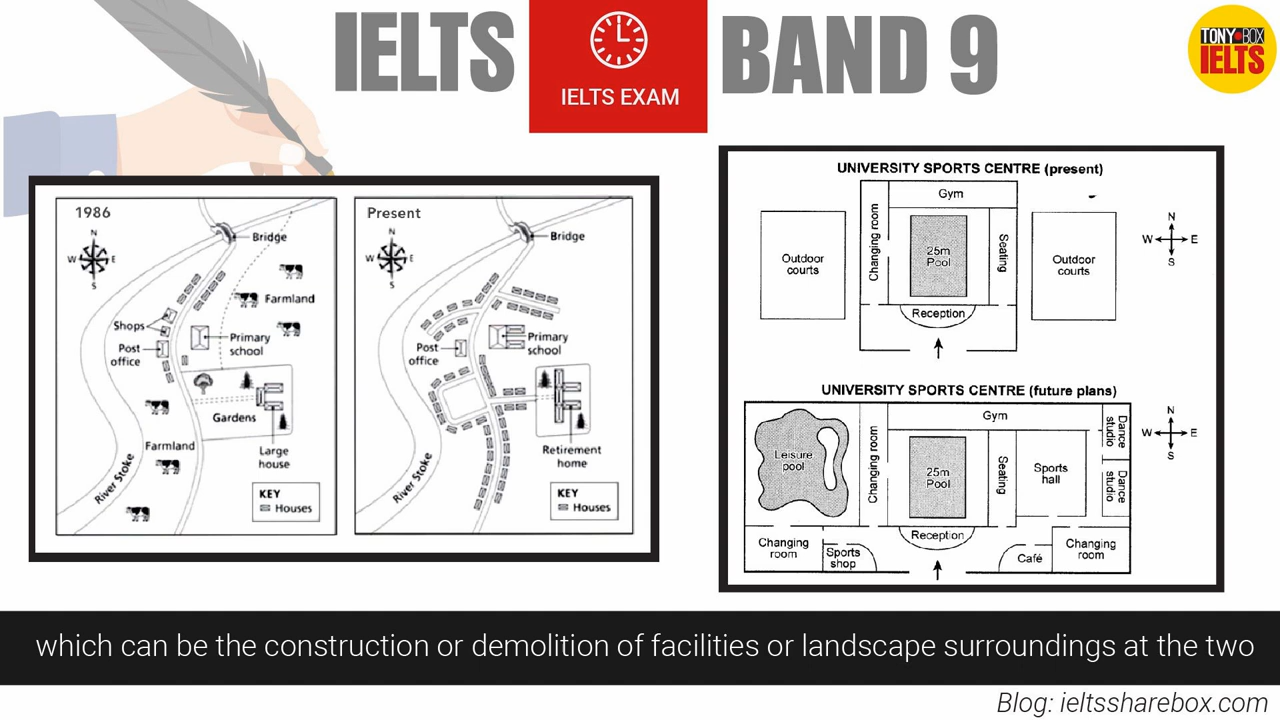 IELTS
IELTS EXAM
BAND 9
TONY BOX
IELTS
1986
N
W E
S
Bridge
Farmland
Shops
Post
office
Primary
school
Gardens
Farmland
Large
house
River Stoke
KEY
Houses
Present
N
W E
S
Bridge
Post
office
Primary
school
River Stoke
Retirement
home
KEY
Houses
UNIVERSITY SPORTS CENTRE (present)
Gym
Changing room
25m
Pool
Seating
Outdoor
courts
Outdoor
courts
Reception
N
W E
S
UNIVERSITY SPORTS CENTRE (future plans)
Gym
Leisure
pool
Changing room
25m
Pool
Seating
Sports
hall
Dance
studio
Dance
studio
Reception
Changing
room
Sports
shop
Café
Changing
room
N
W E
S
which can be the construction or demolition of facilities or landscape surroundings at the two
Blog: ieltssharebox.com